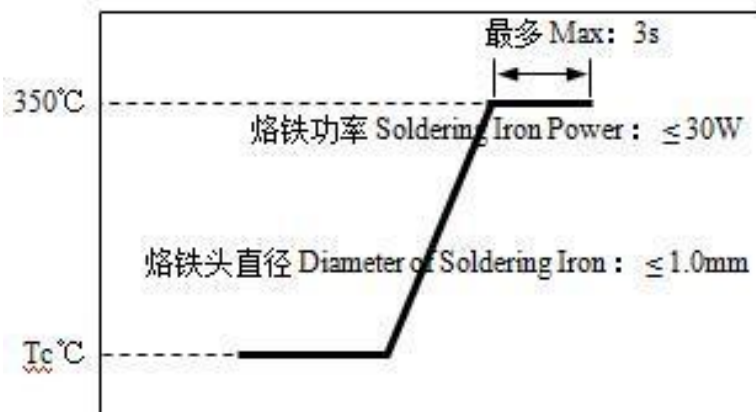 最多 Max：3s
350℃
烙铁功率 Soldering Iron Power：≤30W
烙铁头直径 Diameter of Soldering Iron：≤1.0mm
Tc℃